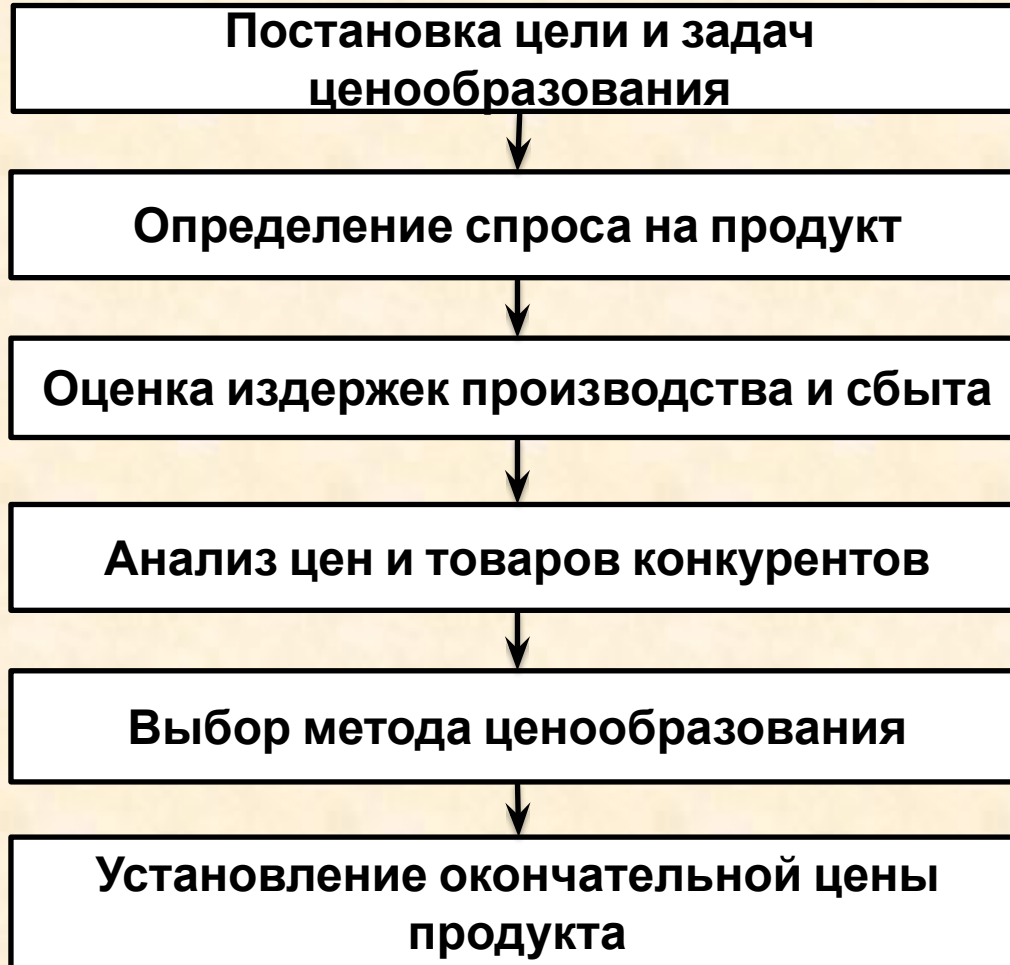 Постановка цели и задач
ценообразования
Определение спроса на продукт
Оценка издержек производства и сбыта
Анализ цен и товаров конкурентов
Выбор метода ценообразования
Установление окончательной цены
продукта